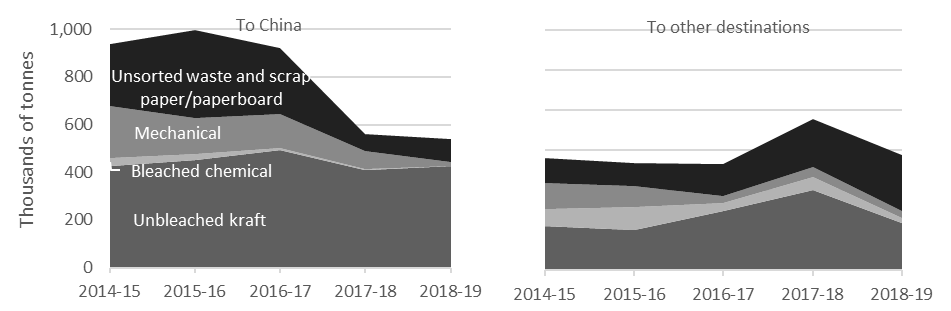 To China
To other destinations
Thousands of tonnes
1,000
800
600
400
200
0
Unsorted waste and scrap
paper/paperboard
Mechanical
Bleached chemical
Unbleached kraft
2014-15 2015-16 2016-17 2017-18 2018-19
2014-15 2015-16 2016-17 2017-18 2018-19